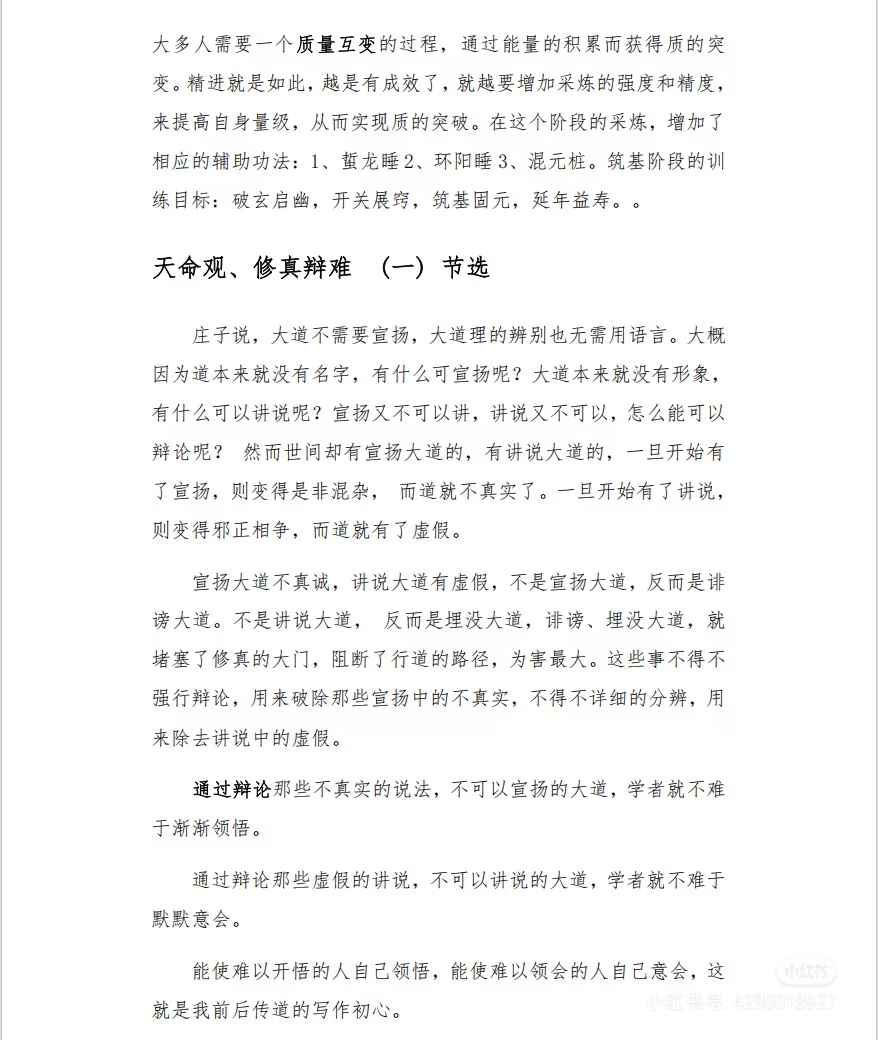 大多人需要一个质量互变的过程，通过能量的积累而获得质的突
变。精进就是如此，越是有成效了，就越要增加采炼的强度和精度，
来提高自身量级，从而实现质的突破。在这个阶段的采炼，增加了
相应的辅助功法：1、蜇龙睡 2、环阳睡 3、混元桩。筑基阶段的训
练目标：破玄启幽，开关展窍，筑基固元，延年益寿。。
天命观、修真辩难 （一）节选
庄子说，大道不需要宣扬，大道理的辨别也无需用语言。大概
因为道本来就没有名字，有什么可宣扬呢？大道本来就没有形象，
有什么可以讲说呢？宣扬又不可以讲，讲说又不可以，怎么能可以
辩论呢？ 然而世间却有宣扬大道的，有讲说大道的，一旦开始有
了宣扬，则变得是非混杂， 而道就不真实了。一旦开始有了讲说，
则变得邪正相争，而道就有了虚假。
宣扬大道不真诚，讲说大道有虚假，不是宣扬大道，反而是诽
谤大道。不是讲说大道， 反而是埋没大道，诽谤、埋没大道，就
堵塞了修真的大门，阻断了行道的路径，为害最大。这些事不得不
强行辩论，用来破除那些宣扬中的不真实，不得不详细的分辨，用
来除去讲说中的虚假。
通过辩论那些不真实的说法，不可以宣扬的大道，学者就不难
于渐渐领悟。
通过辩论那些虚假的讲说，不可以讲说的大道，学者就不难于
默默意会。
能使难以开悟的人自己领悟，能使难以领会的人自己意会，这
就是我前后传道的写作初心。
小红书
小红书号: 4290018927